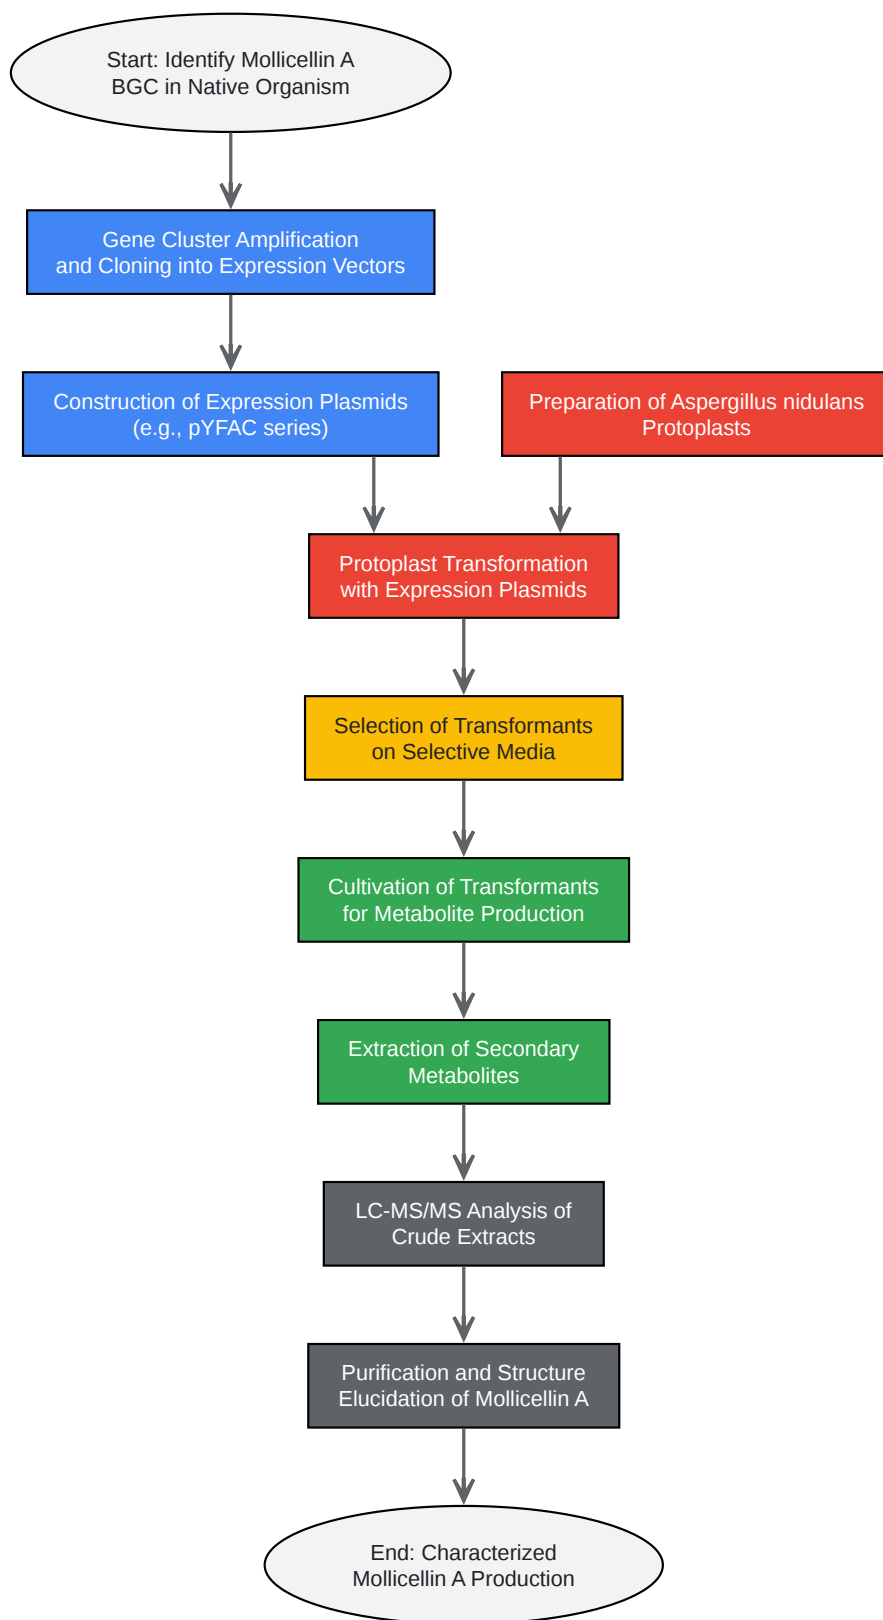 Start: Identify Mollicellin A
BGC in Native Organism
Gene Cluster Amplification
and Cloning into Expression Vectors
Construction of Expression Plasmids
(e.g., pYFAC series)
Preparation of Aspergillus nidulans
Protoplasts
Protoplast Transformation
with Expression Plasmids
Selection of Transformants
on Selective Media
Cultivation of Transformants
for Metabolite Production
Extraction of Secondary
Metabolites
LC-MS/MS Analysis of
Crude Extracts
Purification and Structure
Elucidation of Mollicellin A
End: Characterized
Mollicellin A Production